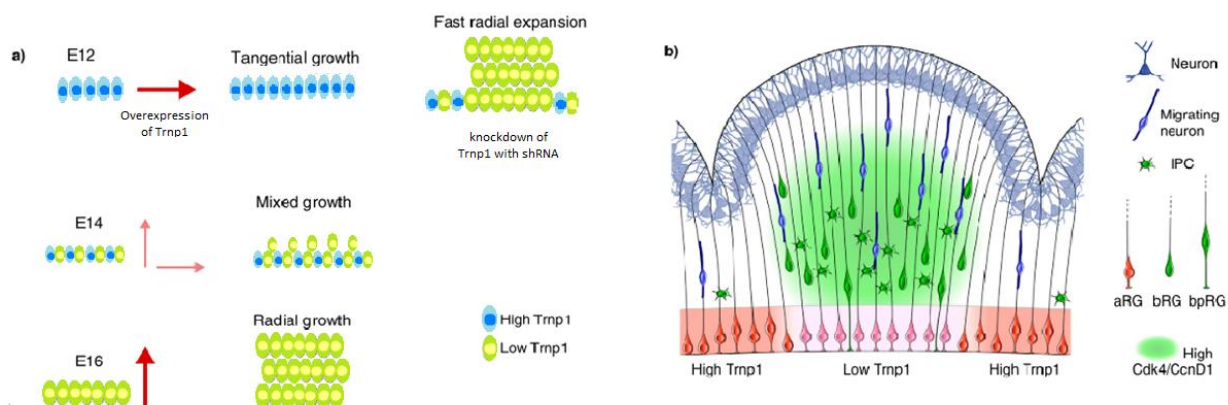 a)
E12
Overexpression
of Trnp1
Tangential growth
Fast radial expansion
knockdown of
Trnp1 with shRNA
E14
Mixed growth
E16
Radial growth
High Trnp1
Low Trnp1
b)
High Trnp1
Low Trnp1
High Trnp1
Neuron
Migrating
neuron
IPC
aRG
bRG
bpRG
High
Cdk4/CcnD1